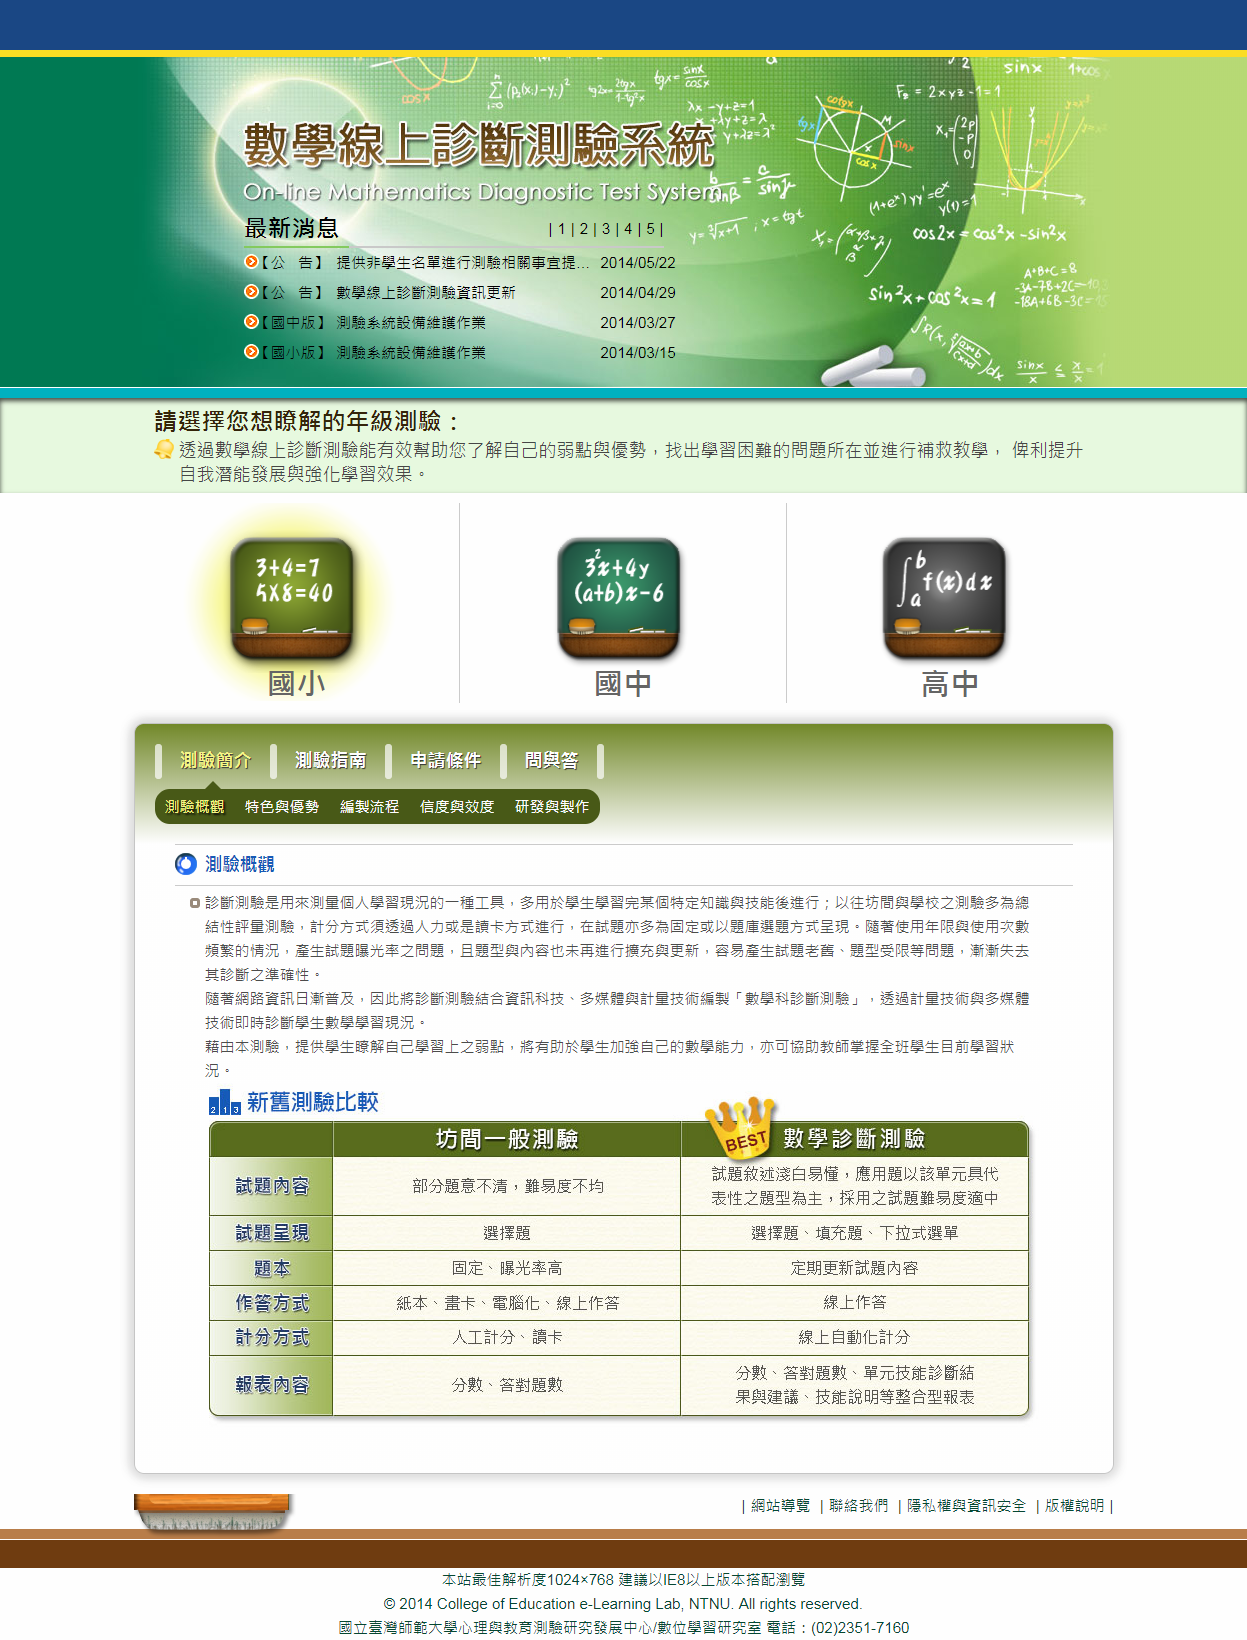 數學線上診斷測驗系統
On-line Mathematics Diagnostic Test System
最新消息
| 1 | 2 | 3 | 4 | 5 |
【公　告】 提供非學生名單進行測驗相關事宜提… 2014/05/22
【公　告】 數學線上診斷測驗資訊更新 2014/04/29
【國中版】 測驗系統設備維護作業 2014/03/27
【國小版】 測驗系統設備維護作業 2014/03/15
請選擇您想瞭解的年級測驗：
透過數學線上診斷測驗能有效幫助您了解自己的弱點與優勢，找出學習困難的問題所在並進行補救教學， 俾利提升
自我潛能發展與強化學習效果。
3+4=7
5X8=40
3²x+4y
(a+b)x-6
∫ᵇₐ f(x)dx
國小
國中
高中
測驗簡介 測驗指南 申請條件 問與答
測驗概觀 特色與優勢 編製流程 信度與效度 研發與製作
測驗概觀
診斷測驗是用來測量個人學習現況的一種工具，多用於學生學習完某個特定知識與技能後進行；以往坊間與學校之測驗多為總
結性評量測驗，計分方式須透過人力或是讀卡方式進行，在試題亦多為固定或以題庫選題方式呈現。隨著使用年限與使用次數
頻繁的情況，產生試題曝光率之問題，且題型與內容也未再進行擴充與更新，容易產生試題老舊、題型受限等問題，漸漸失去
其診斷之準確性。
隨著網路資訊日漸普及，因此將診斷測驗結合資訊科技、多媒體與計量技術編製「數學科診斷測驗」，透過計量技術與多媒體
技術即時診斷學生數學學習現況。
藉由本測驗，提供學生瞭解自己學習上之弱點，將有助於學生加強自己的數學能力，亦可協助教師掌握全班學生目前學習狀
況。
新舊測驗比較
坊間一般測驗 BEST 數學診斷測驗
試題內容 部分題意不清，難易度不均 試題敘述淺白易懂，應用題以該單元具代
表性之題型為主，採用之試題難易度適中
試題呈現 選擇題 選擇題、填充題、下拉式選單
題本 固定、曝光率高 定期更新試題內容
作答方式 紙本、畫卡、電腦化、線上作答 線上作答
計分方式 人工計分、讀卡 線上自動化計分
報表內容 分數、答對題數 分數、答對題數、單元技能診斷結
果與建議、技能說明等整合型報表
| 網站導覽 | 聯絡我們 | 隱私權與資訊安全 | 版權說明 |
本站最佳解析度1024×768 建議以IE8以上版本搭配瀏覽
© 2014 College of Education e-Learning Lab, NTNU. All rights reserved.
國立臺灣師範大學心理與教育測驗研究發展中心/數位學習研究室 電話：(02)2351-7160